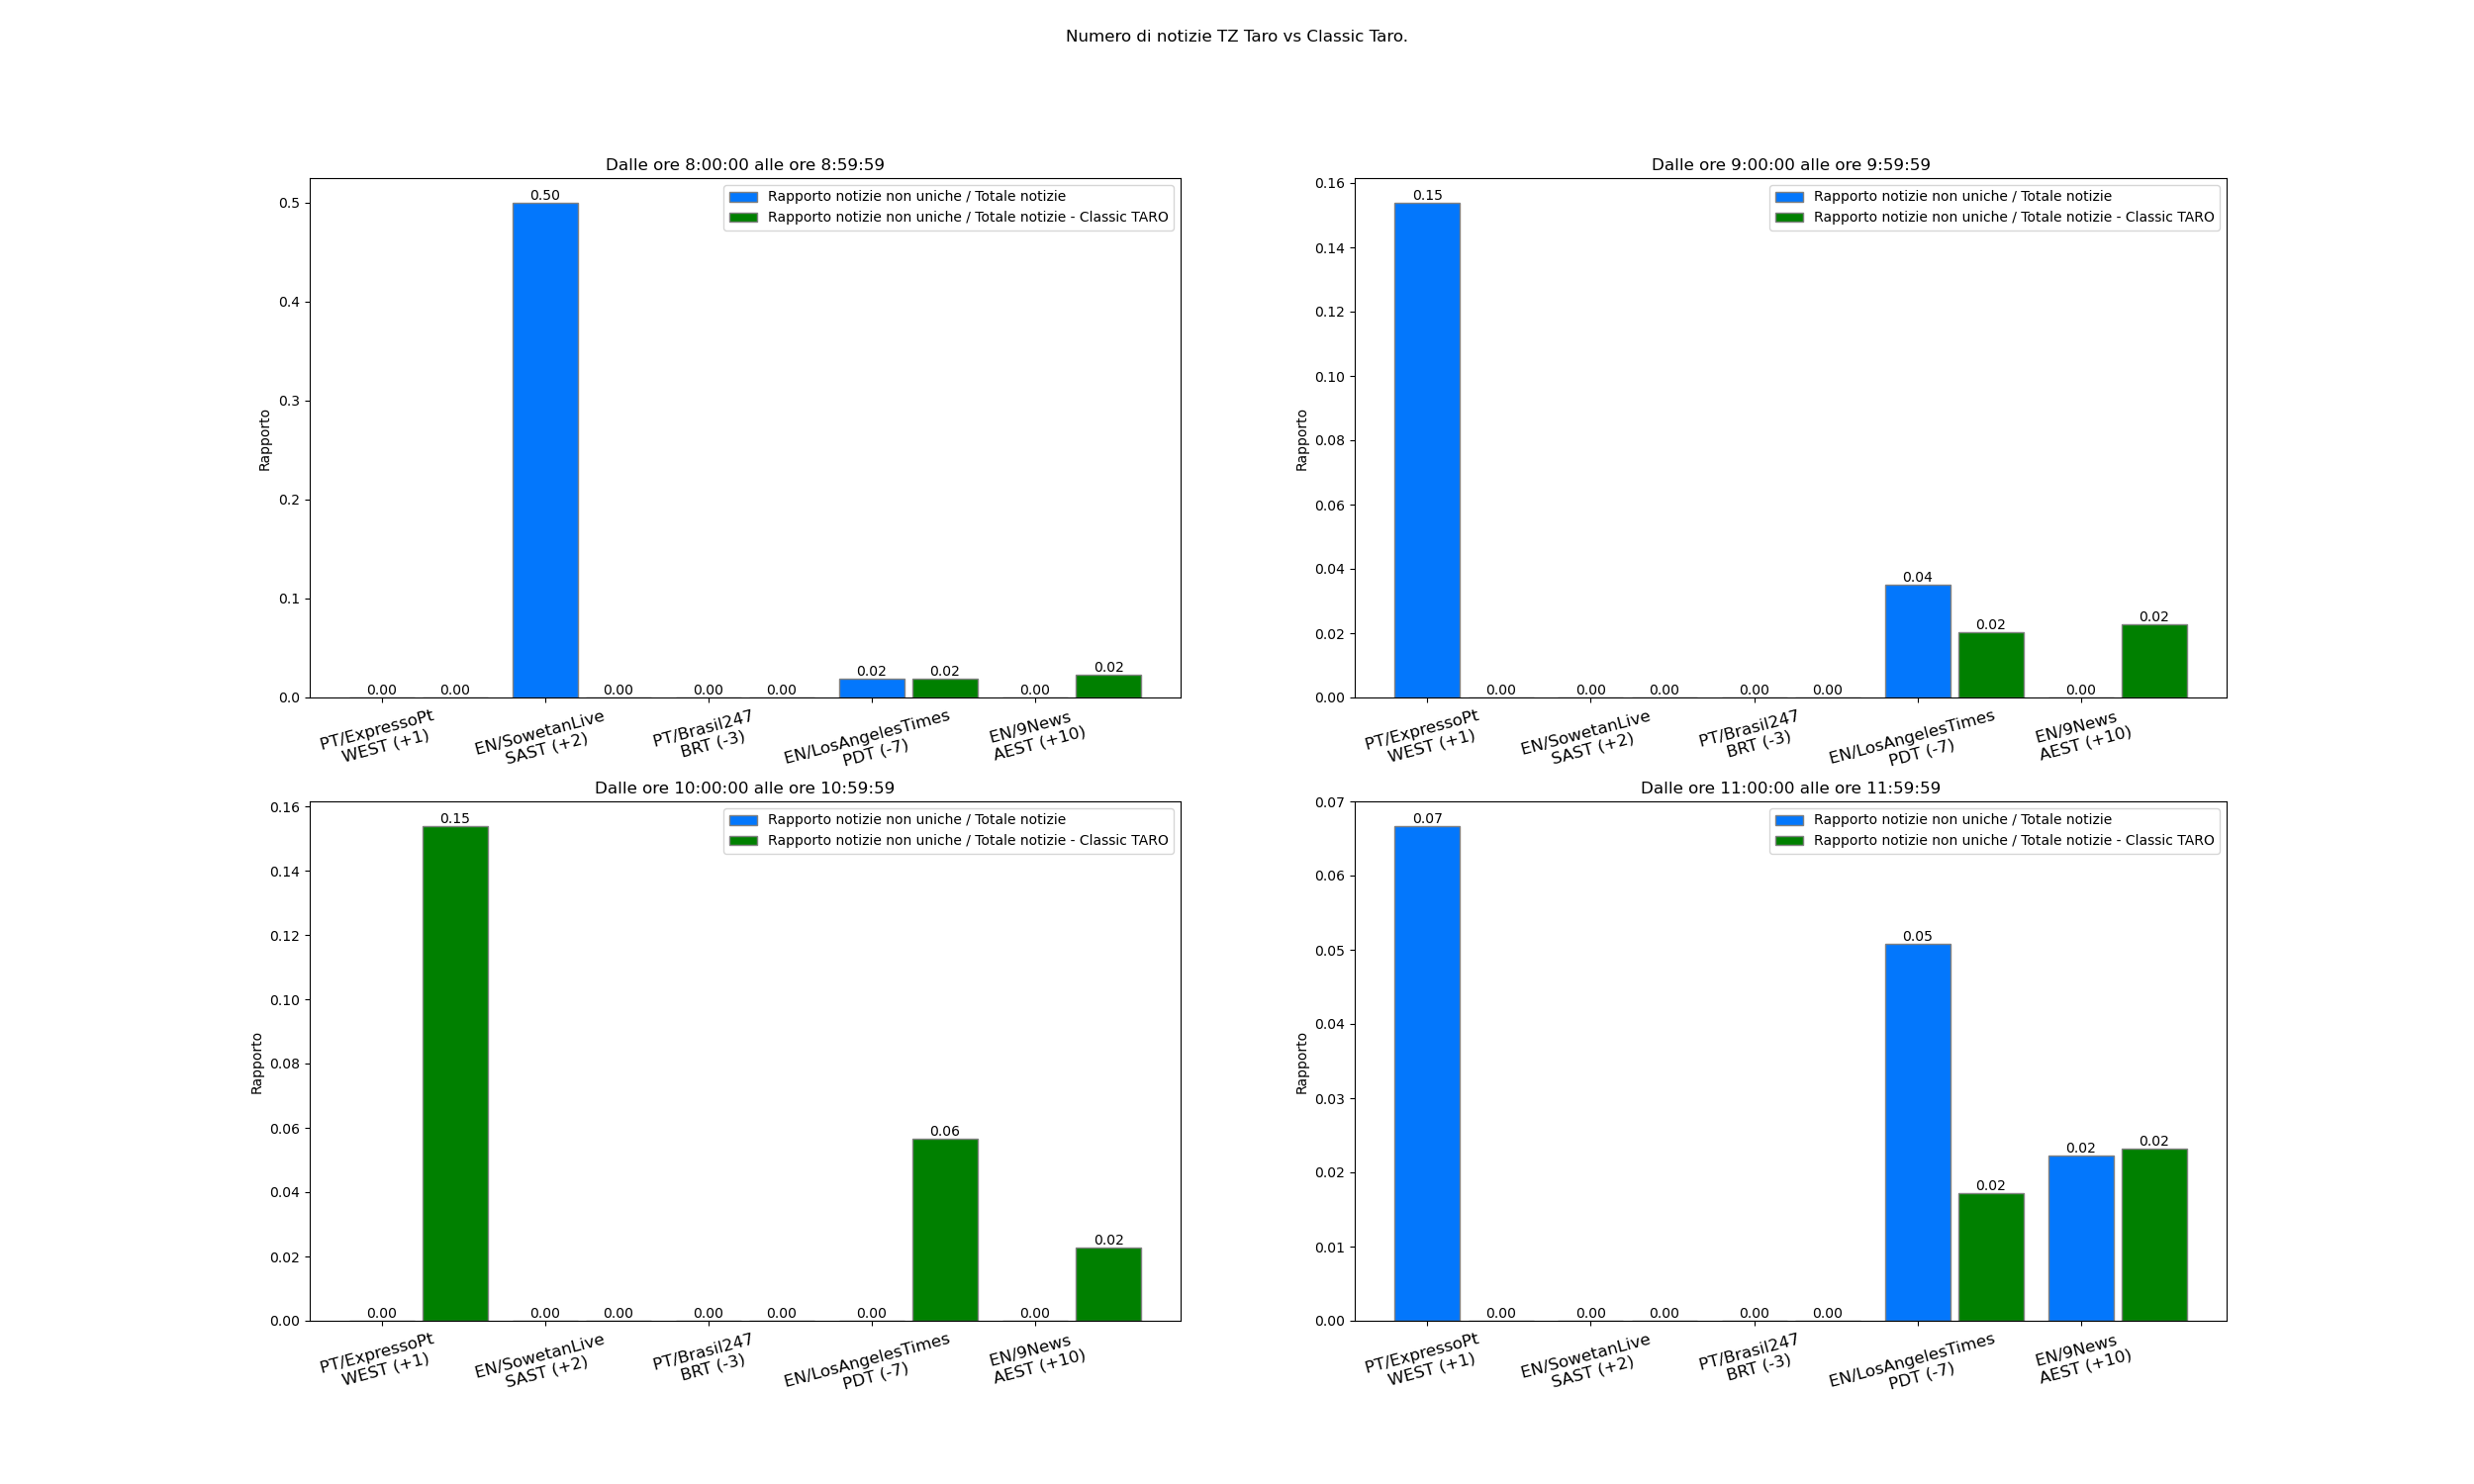 Numero di notizie TZ Taro vs Classic Taro.
Dalle ore 8:00:00 alle ore 8:59:59
Rapporto notizie non uniche / Totale notizie
Rapporto notizie non uniche / Totale notizie - Classic TARO
Rapporto
0.5
0.4
0.3
0.2
0.1
0.0
0.00
0.00
0.50
0.00
0.00
0.00
0.02
0.02
0.00
0.02
PT/ExpressoPt
WEST (+1)
EN/SowetanLive
SAST (+2)
PT/Brasil247
BRT (-3)
EN/LosAngelesTimes
PDT (-7)
EN/9News
AEST (+10)
Dalle ore 9:00:00 alle ore 9:59:59
Rapporto notizie non uniche / Totale notizie
Rapporto notizie non uniche / Totale notizie - Classic TARO
Rapporto
0.16
0.14
0.12
0.10
0.08
0.06
0.04
0.02
0.00
0.15
0.00
0.00
0.00
0.00
0.00
0.04
0.02
0.00
0.02
PT/ExpressoPt
WEST (+1)
EN/SowetanLive
SAST (+2)
PT/Brasil247
BRT (-3)
EN/LosAngelesTimes
PDT (-7)
EN/9News
AEST (+10)
Dalle ore 10:00:00 alle ore 10:59:59
Rapporto notizie non uniche / Totale notizie
Rapporto notizie non uniche / Totale notizie - Classic TARO
Rapporto
0.16
0.14
0.12
0.10
0.08
0.06
0.04
0.02
0.00
0.00
0.15
0.00
0.00
0.00
0.00
0.00
0.06
0.00
0.02
PT/ExpressoPt
WEST (+1)
EN/SowetanLive
SAST (+2)
PT/Brasil247
BRT (-3)
EN/LosAngelesTimes
PDT (-7)
EN/9News
AEST (+10)
Dalle ore 11:00:00 alle ore 11:59:59
Rapporto notizie non uniche / Totale notizie
Rapporto notizie non uniche / Totale notizie - Classic TARO
Rapporto
0.07
0.06
0.05
0.04
0.03
0.02
0.01
0.00
0.07
0.00
0.00
0.00
0.00
0.00
0.05
0.02
0.02
0.02
PT/ExpressoPt
WEST (+1)
EN/SowetanLive
SAST (+2)
PT/Brasil247
BRT (-3)
EN/LosAngelesTimes
PDT (-7)
EN/9News
AEST (+10)